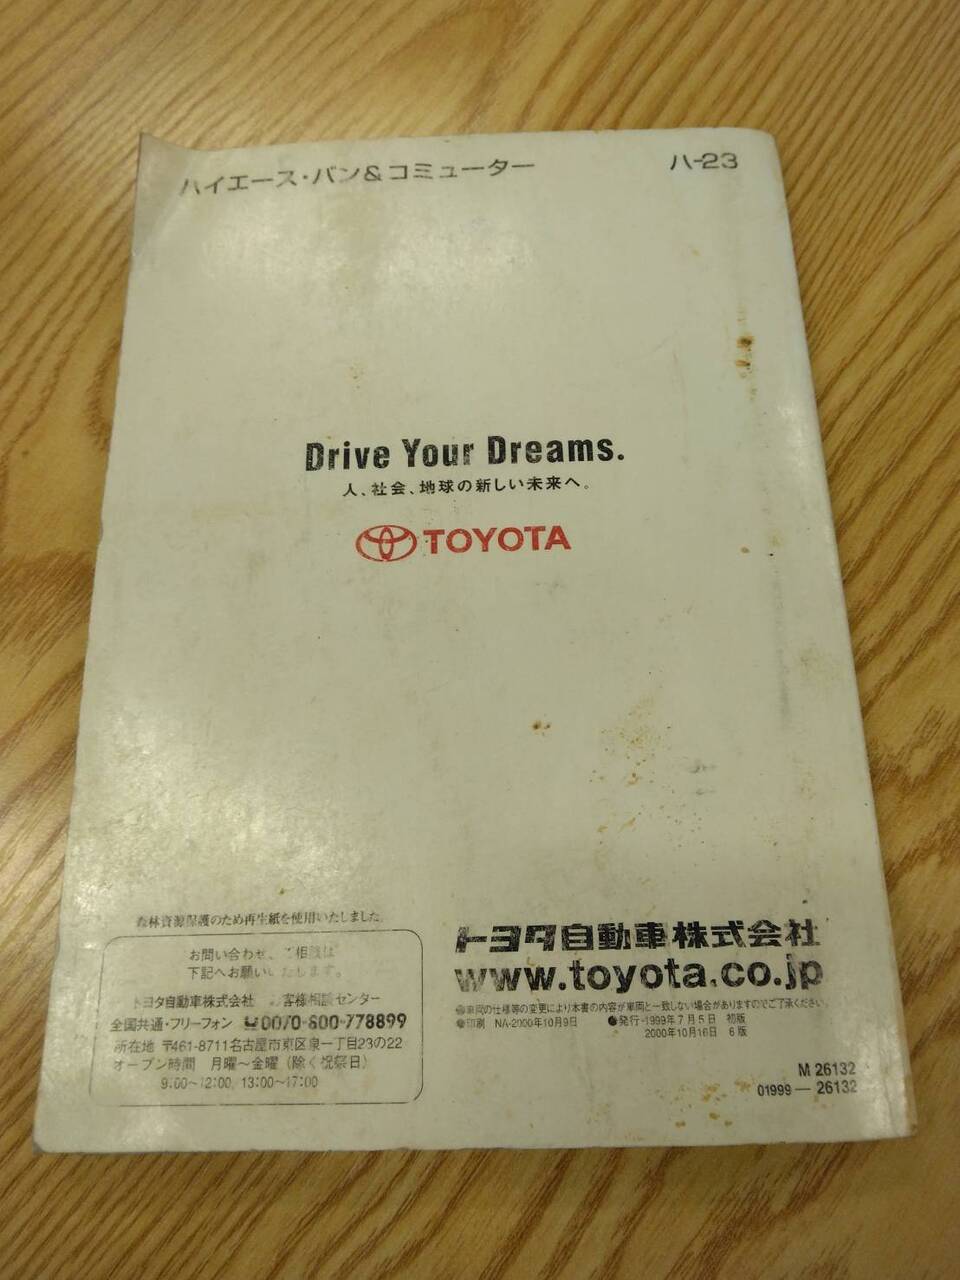 ハイエース・バン&コミューター
ハ-23
Drive Your Dreams.
人、社会、地球の新しい未来へ。
TOYOTA
森林資源保護のため再生紙を使用いたしました。
お問い合わせ、ご相談は
下記へお願いいたします。
トヨタ自動車株式会社 お客様相談センター
全国共通・フリーフォン 0070-800-778899
所在地 〒461-8711名古屋市東区泉一丁目23の22
オープン時間 月曜~金曜(除く祝祭日)
9:00~12:00, 13:00~17:00
トヨタ自動車株式会社
www.toyota.co.jp
●車両の仕様等の変更により本書の内容が車両と一致しない場合がありますのでご了承ください。
●印刷 NA-2000年10月9日 ●発行-1999年7月5日 初版
2000年10月16日 6版
M 26132
01999-26132